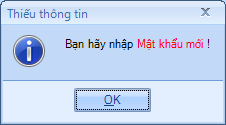 Thiếu thông tin
Bạn hãy nhập Mật khẩu mới !
OK